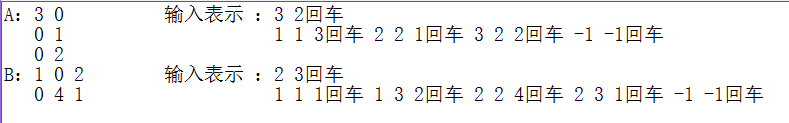 A: 3 0 输入表示 : 3 2回车
0 1 1 1 3回车 2 2 1回车 3 2 2回车 -1 -1回车
0 2
B: 1 0 2 输入表示 : 2 3回车
0 4 1 1 1 1回车 1 3 2回车 2 2 4回车 2 3 1回车 -1 -1回车